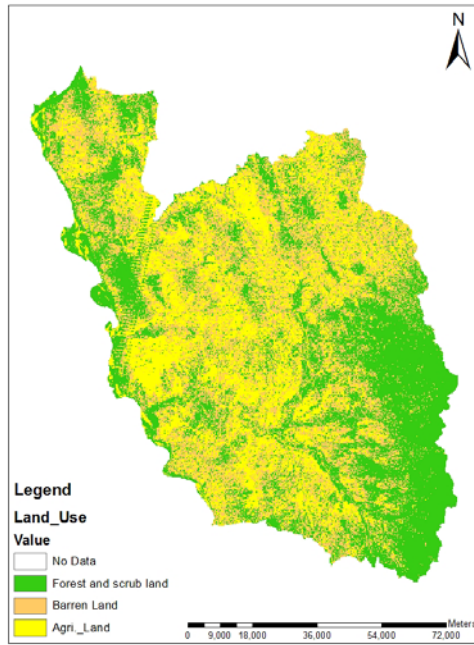 N
Legend
Land_Use
Value
No Data
Forest and scrub land
Barren Land
Agri._Land
Meters
0 9,000 18,000 36,000 54,000 72,000